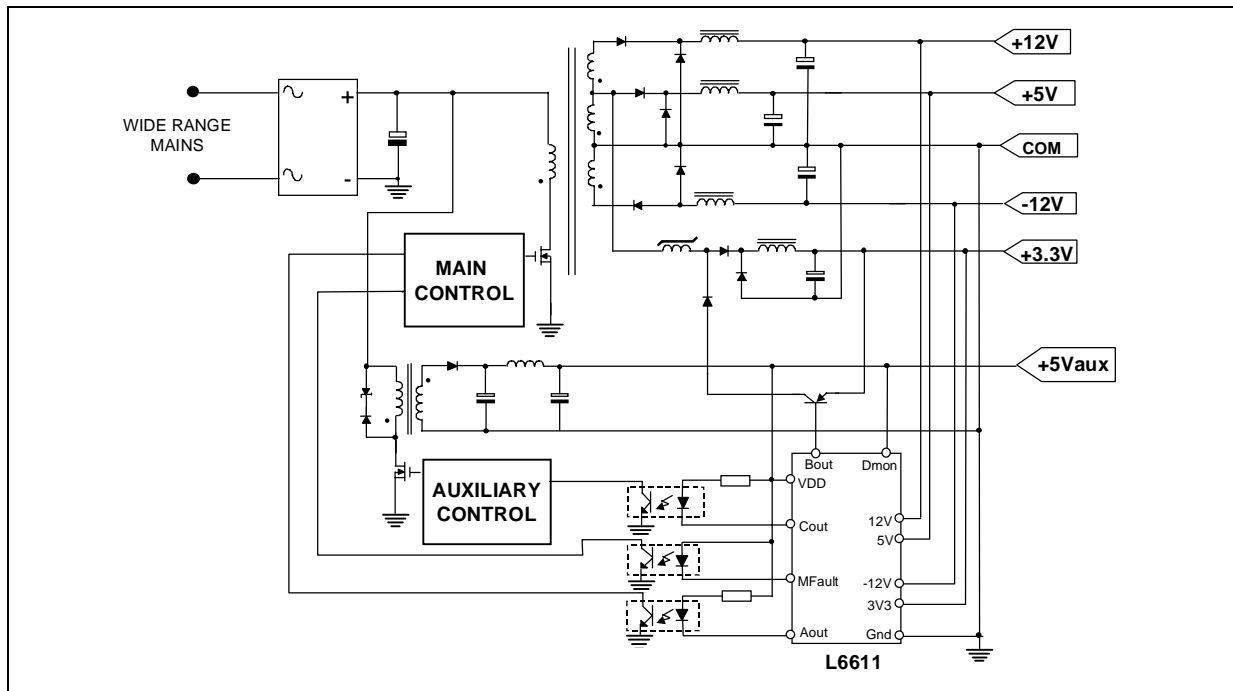 +12V
+5V
WIDE RANGE
MAINS
+
-
COM
-12V
+3.3V
MAIN
CONTROL
+5Vaux
AUXILIARY
CONTROL
Bout
Dmon
VDD
Cout
MFault
Aout
12V
5V
-12V
3V3
Gnd
L6611